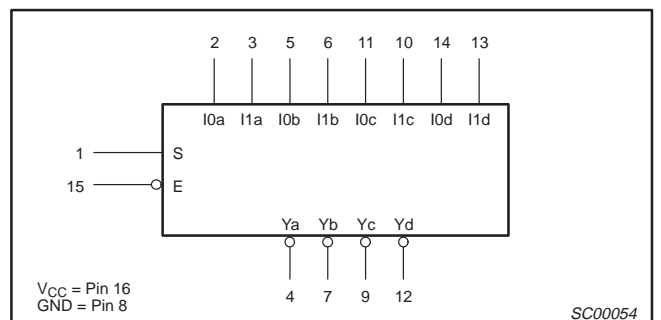 2 3 5 6 11 10 14 13
I0a I1a I0b I1b I0c I1c I0d I1d
1 S
15 E
Ya Yb Yc Yd
4 7 9 12
VCC = Pin 16
GND = Pin 8
SC00054